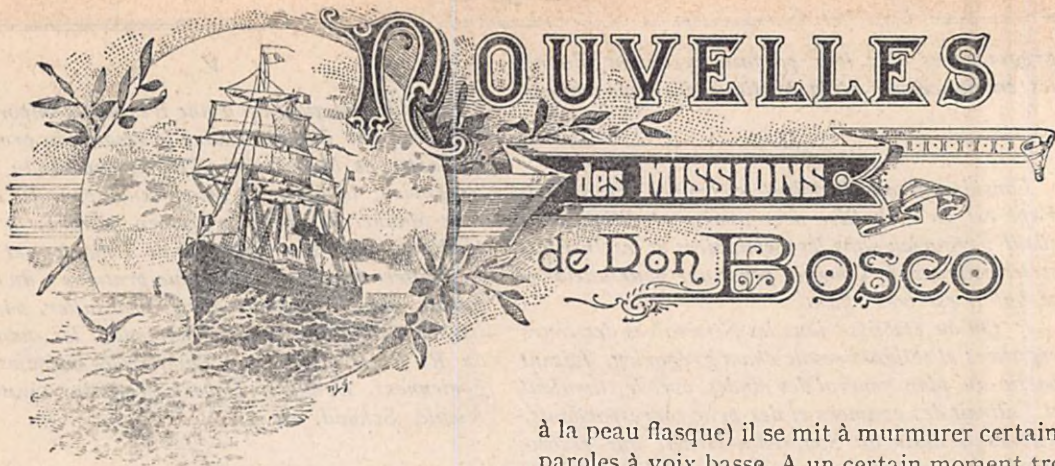 NOUVELLES
des MISSIONS
de Don Bosco
à la peau flasque) il se mit à murmurer certain
paroles à voix basse. A un certain moment tro